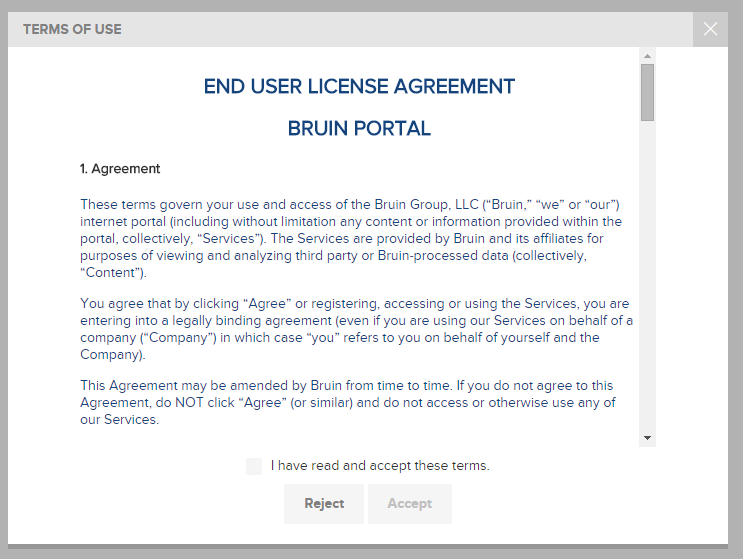 TERMS OF USE
END USER LICENSE AGREEMENT
BRUIN PORTAL
1. Agreement
These terms govern your use and access of the Bruin Group, LLC (“Bruin,” “we” or “our”)
internet portal (including without limitation any content or information provided within the
portal, collectively, “Services”). The Services are provided by Bruin and its affiliates for
purposes of viewing and analyzing third party or Bruin-processed data (collectively,
“Content”).
You agree that by clicking “Agree” or registering, accessing or using the Services, you are
entering into a legally binding agreement (even if you are using our Services on behalf of a
company (“Company”) in which case “you” refers to you on behalf of yourself and the
Company).
This Agreement may be amended by Bruin from time to time. If you do not agree to this
Agreement, do NOT click “Agree” (or similar) and do not access or otherwise use any of
our Services.
I have read and accept these terms.
Reject Accept